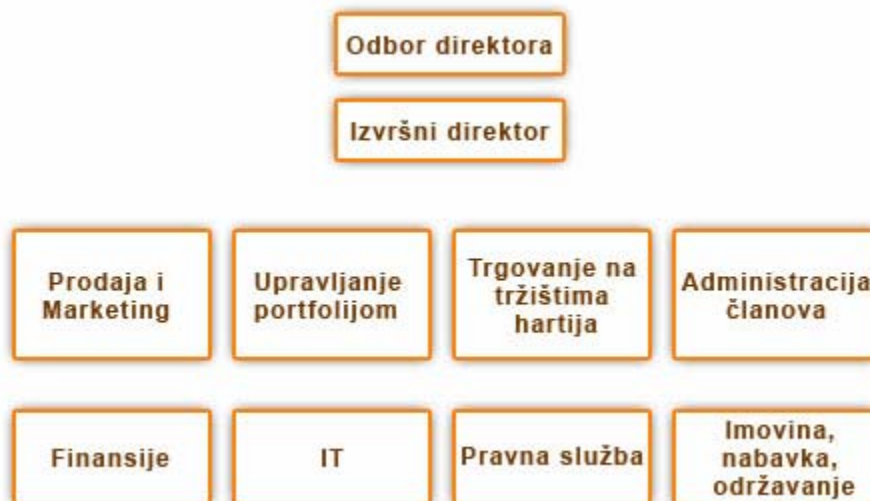 Odbor direktora
Izvršni direktor
Prodaja i
Marketing
Upravljanje
portfolijom
Trgovanje na
tržištima
hartija
Administracija
članova
Finansije
IT
Pravna služba
Imovina,
nabavka,
održavanje